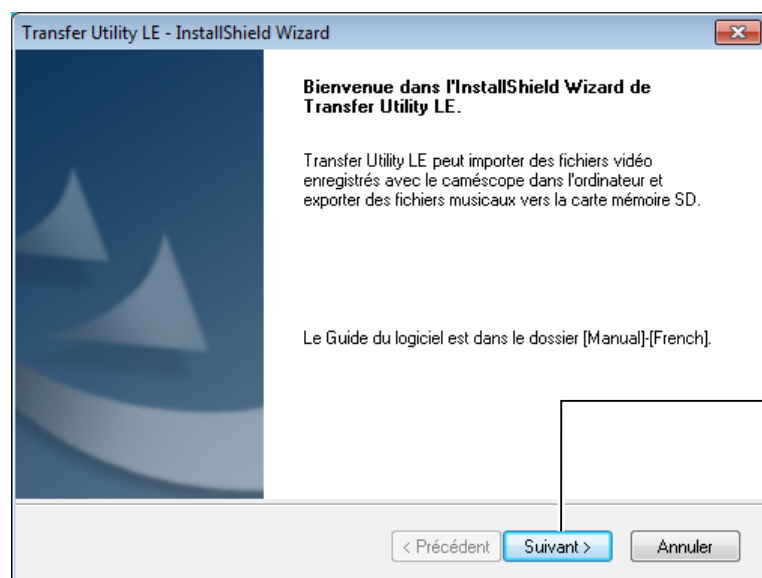 Transfer Utility LE - InstallShield Wizard
Bienvenue dans l'InstallShield Wizard de
Transfer Utility LE.
Transfer Utility LE peut importer des fichiers vidéo
enregistrés avec le caméscope dans l'ordinateur et
exporter des fichiers musicaux vers la carte mémoire SD.
Le Guide du logiciel est dans le dossier [Manual]-[French].
< Précédent Suivant > Annuler